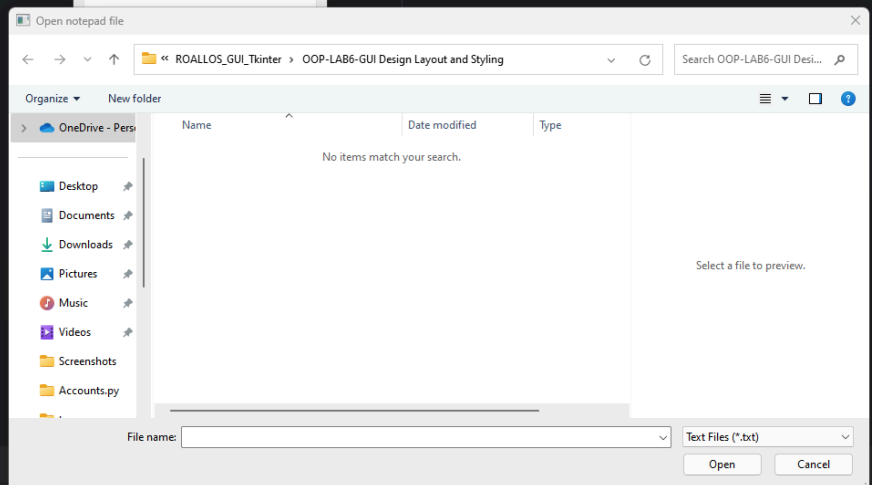 Open notepad file
« ROALLOS_GUI_Tkinter › OOP-LAB6-GUI Design Layout and Styling
Search OOP-LAB6-GUI Desi...
Organize New folder
OneDrive - Perso
Name Date modified Type
No items match your search.
Desktop
Documents
Downloads
Pictures
Music
Videos
Screenshots
Accounts.py
Select a file to preview.
File name:
Text Files (*.txt)
Open Cancel